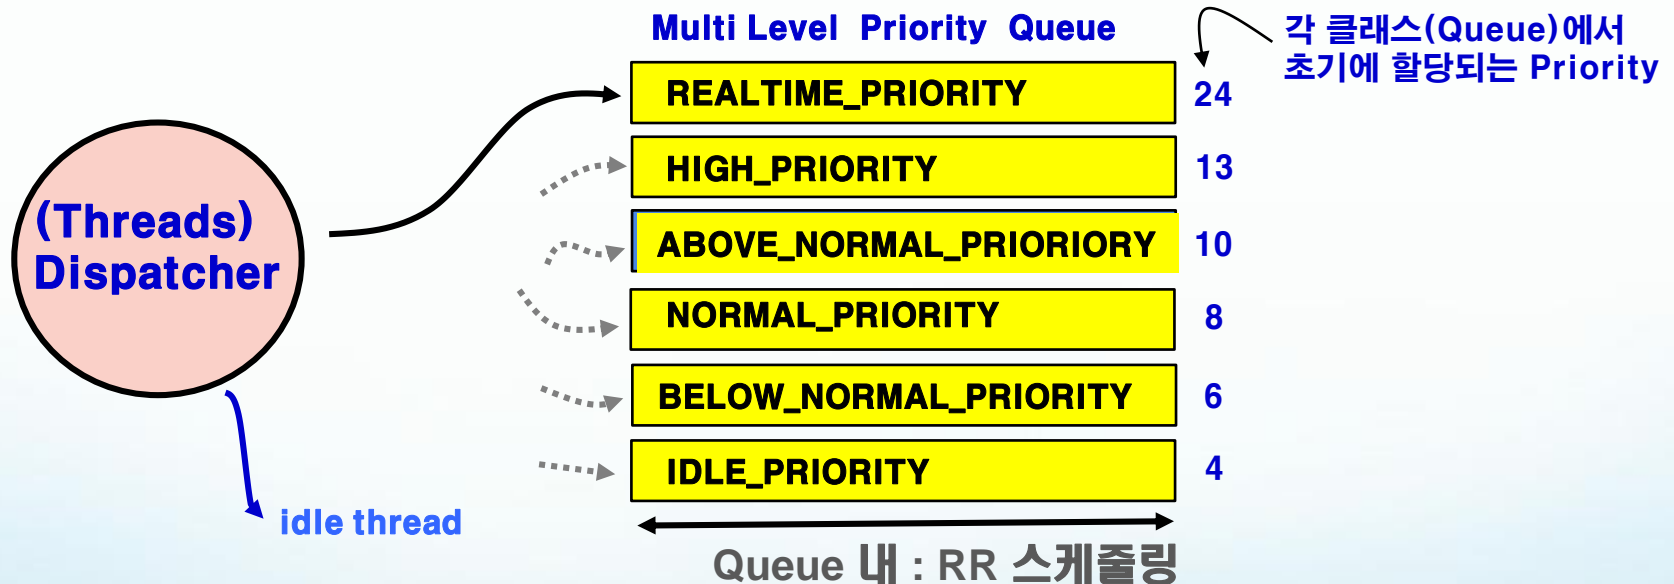 Multi Level Priority Queue
각 클래스(Queue)에서
초기에 할당되는 Priority
REALTIME_PRIORITY 24
HIGH_PRIORITY 13
(Threads)
Dispatcher
ABOVE_NORMAL_PRIORIORY 10
NORMAL_PRIORITY 8
BELOW_NORMAL_PRIORITY 6
IDLE_PRIORITY 4
idle thread
Queue 내 : RR 스케줄링